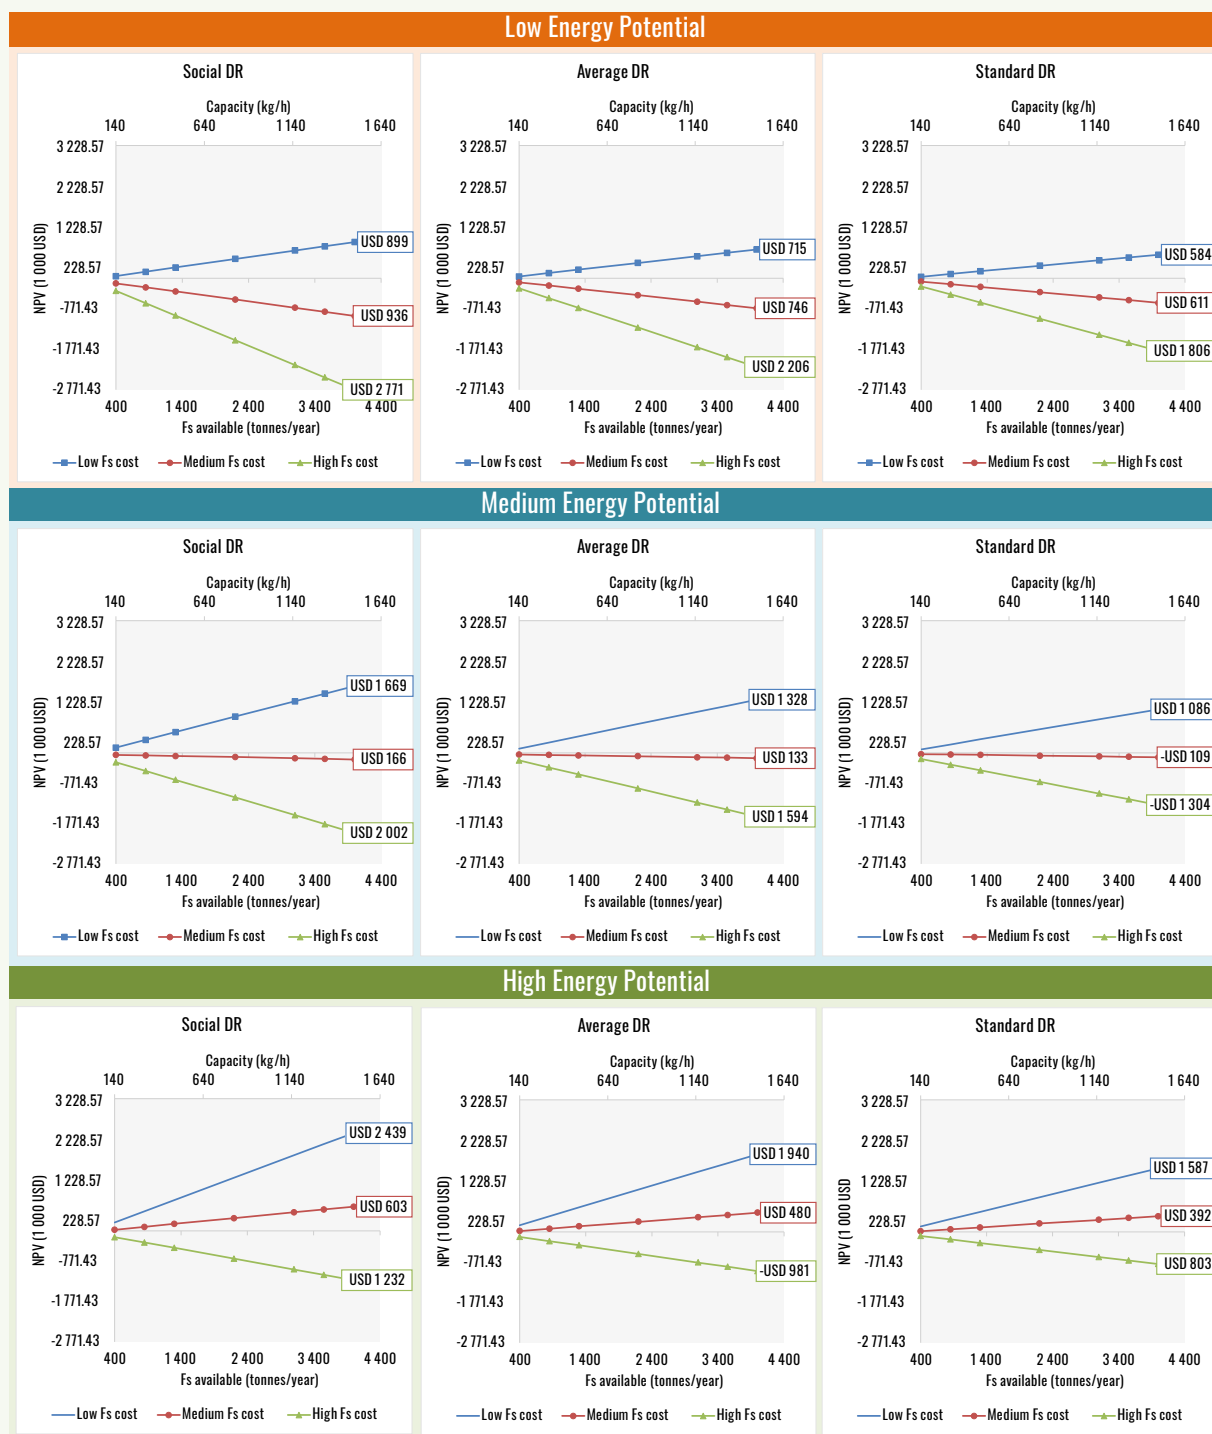 Low Energy Potential
Social DR
Capacity (kg/h)
140 640 1 140 1 640
3 228.57
2 228.57
1 228.57
228.57
-771.43
-1 771.43
-2 771.43
NPV (1 000 USD)
USD 899
USD 936
USD 2 771
400 1 400 2 400 3 400 4 400
Fs available (tonnes/year)
Low Fs cost Medium Fs cost High Fs cost
Average DR
Capacity (kg/h)
140 640 1 140 1 640
3 228.57
2 228.57
1 228.57
228.57
-771.43
-1 771.43
-2 771.43
NPV (1 000 USD)
USD 715
USD 746
USD 2 206
400 1 400 2 400 3 400 4 400
Fs available (tonnes/year)
Low Fs cost Medium Fs cost High Fs cost
Standard DR
Capacity (kg/h)
140 640 1 140 1 640
3 228.57
2 228.57
1 228.57
228.57
-771.43
-1 771.43
-2 771.43
NPV (1 000 USD)
USD 584
USD 611
USD 1 806
400 1 400 2 400 3 400 4 400
Fs available (tonnes/year)
Low Fs cost Medium Fs cost High Fs cost
Medium Energy Potential
Social DR
Capacity (kg/h)
140 640 1 140 1 640
3 228.57
2 228.57
1 228.57
228.57
-771.43
-1 771.43
-2 771.43
NPV (1 000 USD)
USD 1 669
USD 166
USD 2 002
400 1 400 2 400 3 400 4 400
Fs available (tonnes/year)
Low Fs cost Medium Fs cost High Fs cost
Average DR
Capacity (kg/h)
140 640 1 140 1 640
3 228.57
2 228.57
1 228.57
228.57
-771.43
-1 771.43
-2 771.43
NPV (1 000 USD)
USD 1 328
USD 133
USD 1 594
400 1 400 2 400 3 400 4 400
Fs available (tonnes/year)
Low Fs cost Medium Fs cost High Fs cost
Standard DR
Capacity (kg/h)
140 640 1 140 1 640
3 228.57
2 228.57
1 228.57
228.57
-771.43
-1 771.43
-2 771.43
NPV (1 000 USD)
USD 1 086
-USD 109
-USD 1 304
400 1 400 2 400 3 400 4 400
Fs available (tonnes/year)
Low Fs cost Medium Fs cost High Fs cost
High Energy Potential
Social DR
Capacity (kg/h)
140 640 1 140 1 640
3 228.57
2 228.57
1 228.57
228.57
-771.43
-1 771.43
-2 771.43
NPV (1 000 USD)
USD 2 439
USD 603
USD 1 232
400 1 400 2 400 3 400 4 400
Fs available (tonnes/year)
Low Fs cost Medium Fs cost High Fs cost
Average DR
Capacity (kg/h)
140 640 1 140 1 640
3 228.57
2 228.57
1 228.57
228.57
-771.43
-1 771.43
-2 771.43
NPV (1 000 USD)
USD 1 940
USD 480
-USD 981
400 1 400 2 400 3 400 4 400
Fs available (tonnes/year)
Low Fs cost Medium Fs cost High Fs cost
Standard DR
Capacity (kg/h)
140 640 1 140 1 640
3 228.57
2 228.57
1 228.57
228.57
-771.43
-1 771.43
-2 771.43
NPV (1 000 USD
USD 1 587
USD 392
USD 803
400 1 400 2 400 3 400 4 400
Fs available (tonnes/year)
Low Fs cost Medium Fs cost High Fs cost